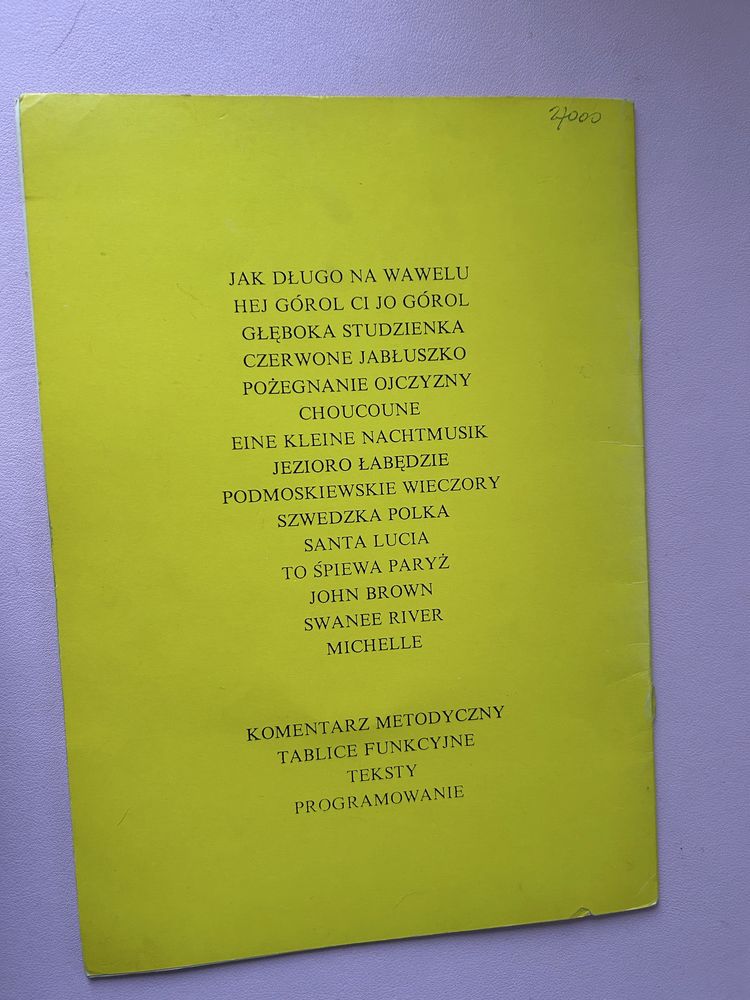 21000
JAK DŁUGO NA WAWELU
HEJ GÓROL CI JO GÓROL
GŁĘBOKA STUDZIENKA
CZERWONE JABŁUSZKO
POŻEGNANIE OJCZYZNY
CHOUCOUNE
EINE KLEINE NACHTMUSIK
JEZIORO ŁABĘDZIE
PODMOSKIEWSKIE WIECZORY
SZWEDZKA POLKA
SANTA LUCIA
TO ŚPIEWA PARYŻ
JOHN BROWN
SWANEE RIVER
MICHELLE
KOMENTARZ METODYCZNY
TABLICE FUNKCYJNE
TEKSTY
PROGRAMOWANIE